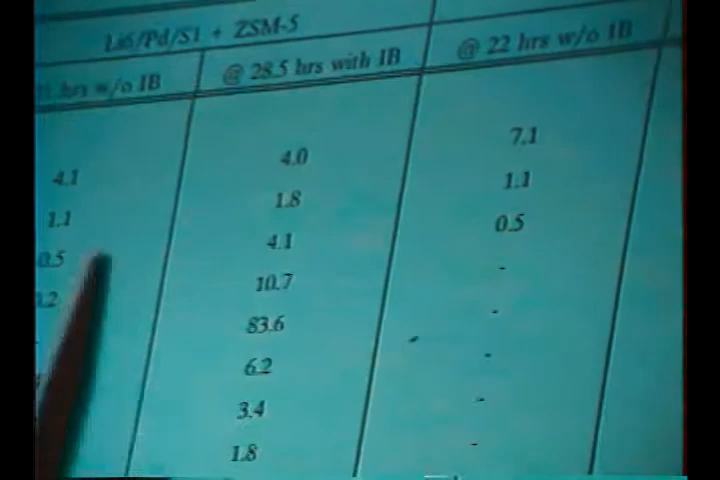 Li6/Pd/S1 + ZSM-5
hrs w/o IB @ 28.5 hrs with IB @ 22 hrs w/o IB
4.1 4.0 7.1
1.1 1.8 1.1
0.5 4.1 0.5
10.7 -
83.6 -
6.2 -
3.4 -
1.8 -